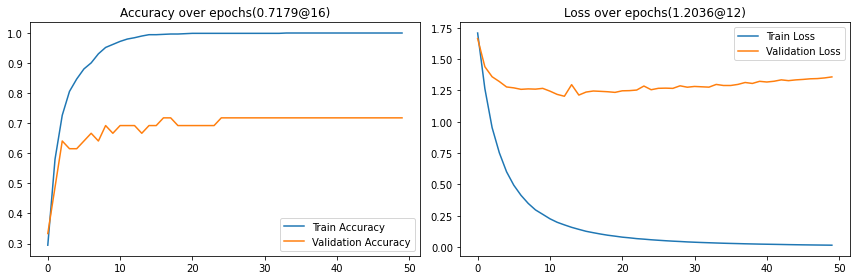 Accuracy over epochs(0.7179@16)
1.0
0.9
0.8
0.7
0.6
0.5
0.4
0.3
Train Accuracy
Validation Accuracy
0 10 20 30 40 50
Loss over epochs(1.2036@12)
1.75
1.50
1.25
1.00
0.75
0.50
0.25
0.00
Train Loss
Validation Loss
0 10 20 30 40 50